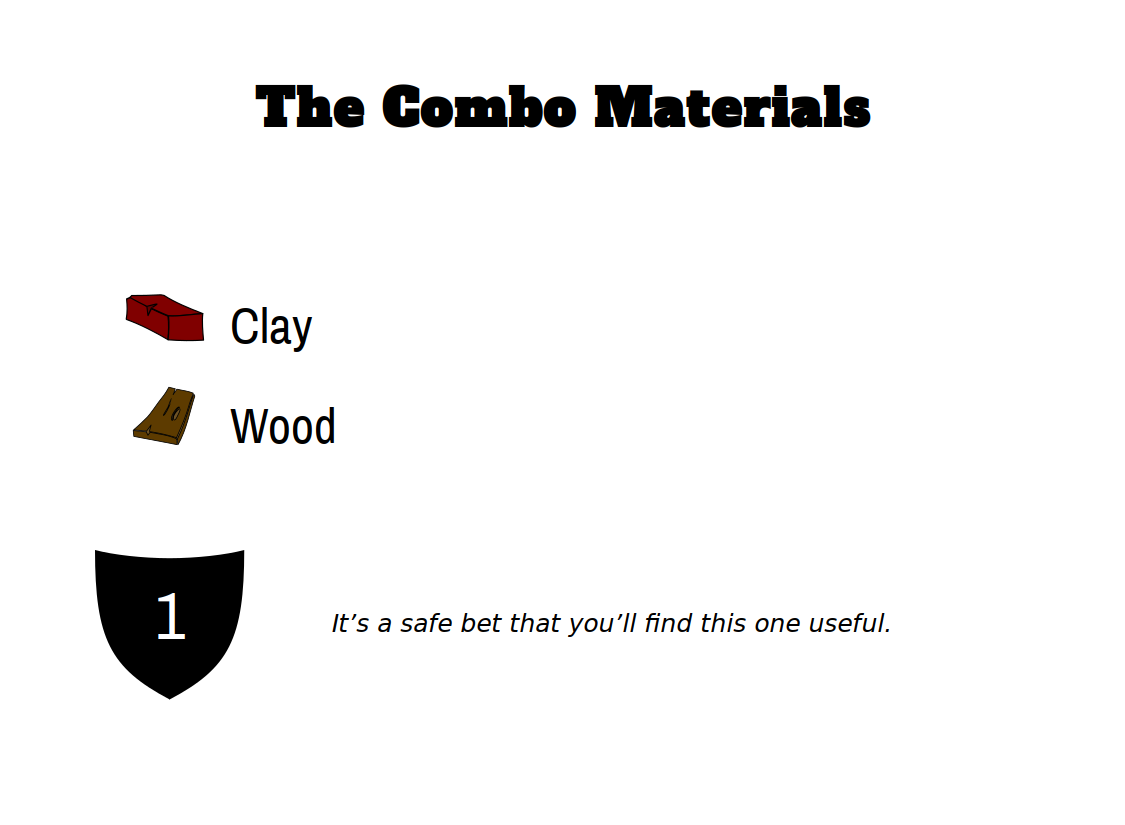 The Combo Materials
Clay
Wood
1
It’s a safe bet that you’ll find this one useful.